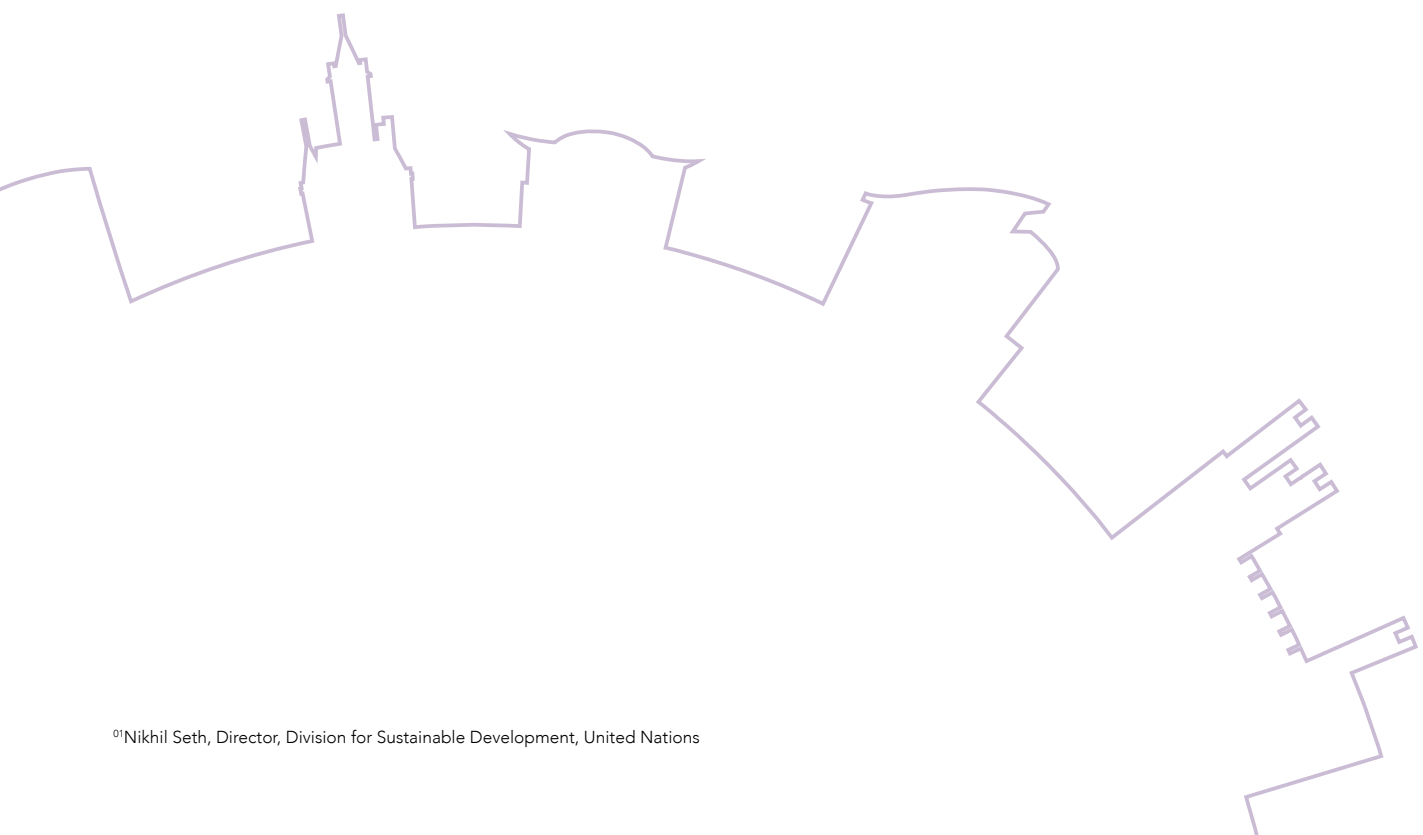 01Nikhil Seth, Director, Division for Sustainable Development, United Nations